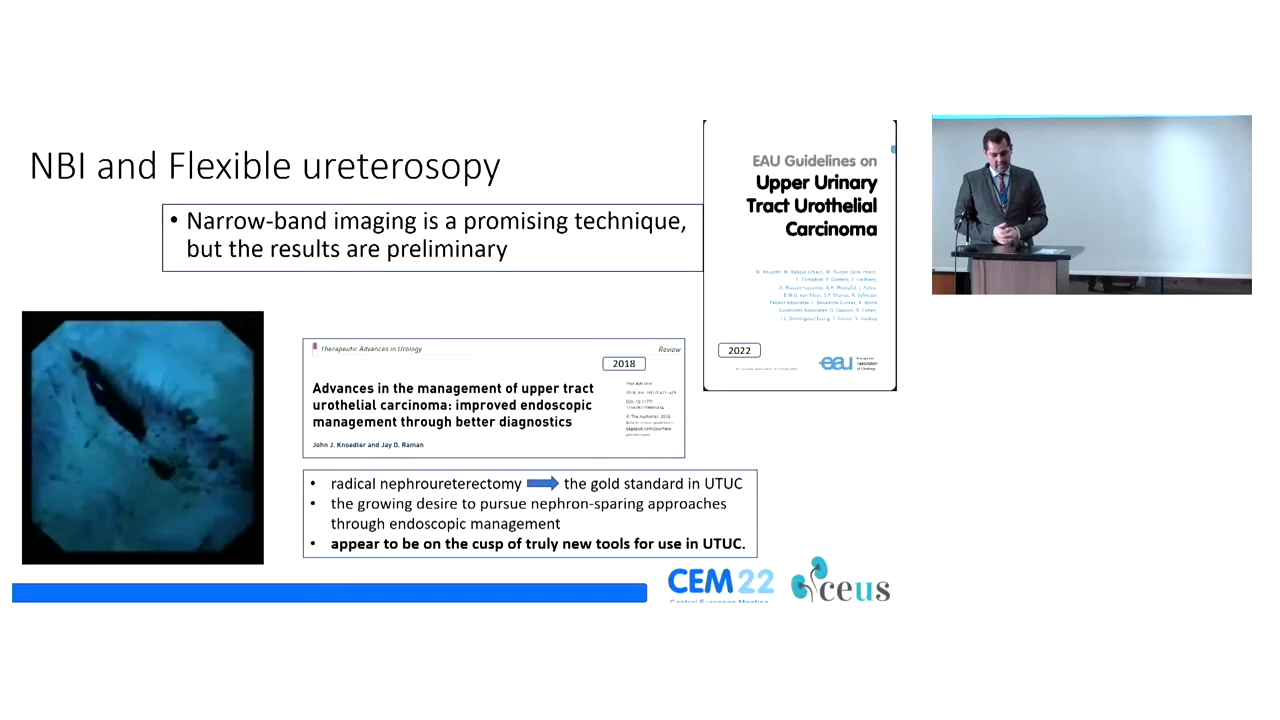 NBI and Flexible ureterosopy
• Narrow-band imaging is a promising technique,
but the results are preliminary
EAU Guidelines on
Upper Urinary
Tract Urothelial
Carcinoma
2022
eau
European
Association
of Urology
Therapeutic Advances in Urology
Review
2018
Advances in the management of upper tract
urothelial carcinoma: improved endoscopic
management through better diagnostics
John J. Knoedler and Jay D. Raman
• radical nephroureterectomy the gold standard in UTUC
• the growing desire to pursue nephron-sparing approaches
through endoscopic management
• appear to be on the cusp of truly new tools for use in UTUC.
CEM22
Central European Meeting
ceus